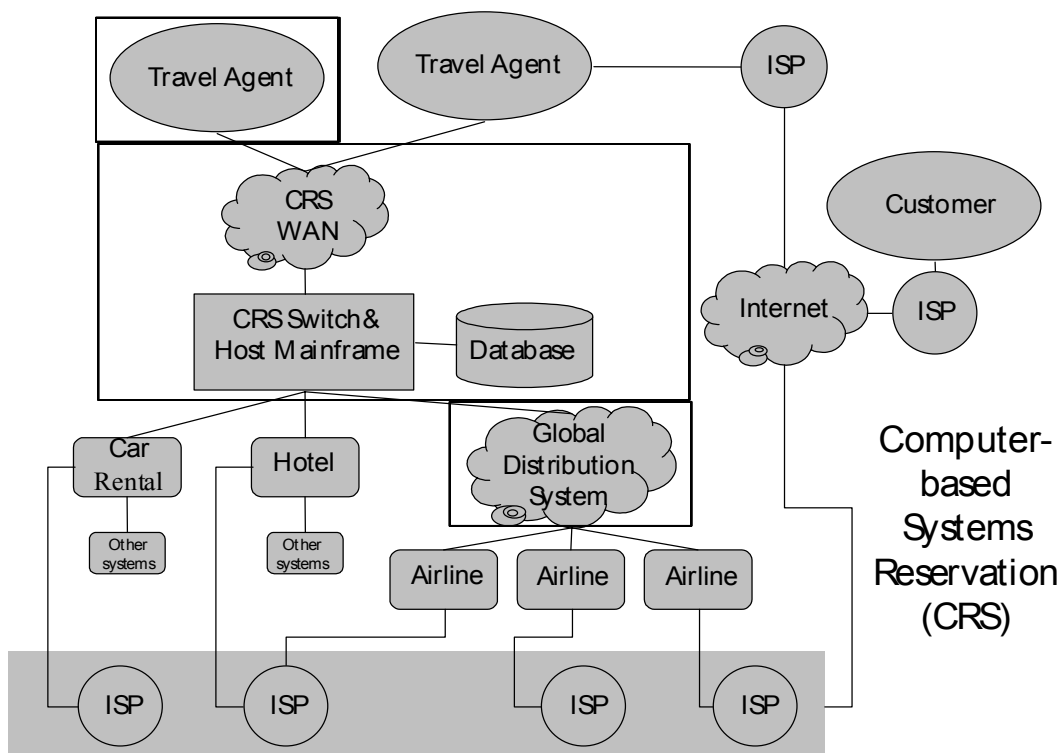 Travel Agent
Travel Agent
ISP
CRS
WAN
Customer
Internet
ISP
CRS Switch &
Host Mainframe
Database
Car
Rental
Hotel
Global
Distribution
System
Computer-
based
Systems
Reservation
(CRS)
Other
systems
Other
systems
Airline
Airline
Airline
ISP
ISP
ISP
ISP